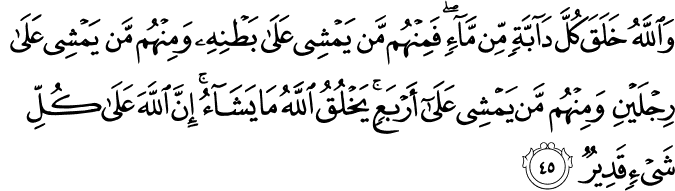 وَٱللَّهُ خَلَقَ كُلَّ دَآبَّةٍ مِّن مَّآءٍ ۖ فَمِنْهُم مَّن يَمْشِى عَلَىٰ بَطْنِهِۦ وَمِنْهُم مَّن يَمْشِى عَلَىٰ
رِجْلَيْنِ وَمِنْهُم مَّن يَمْشِى عَلَىٰٓ أَرْبَعٍ ۚ يَخْلُقُ ٱللَّهُ مَا يَشَآءُ ۚ إِنَّ ٱللَّهَ عَلَىٰ كُلِّ
شَىْءٍ قَدِيرٌ ٤٥